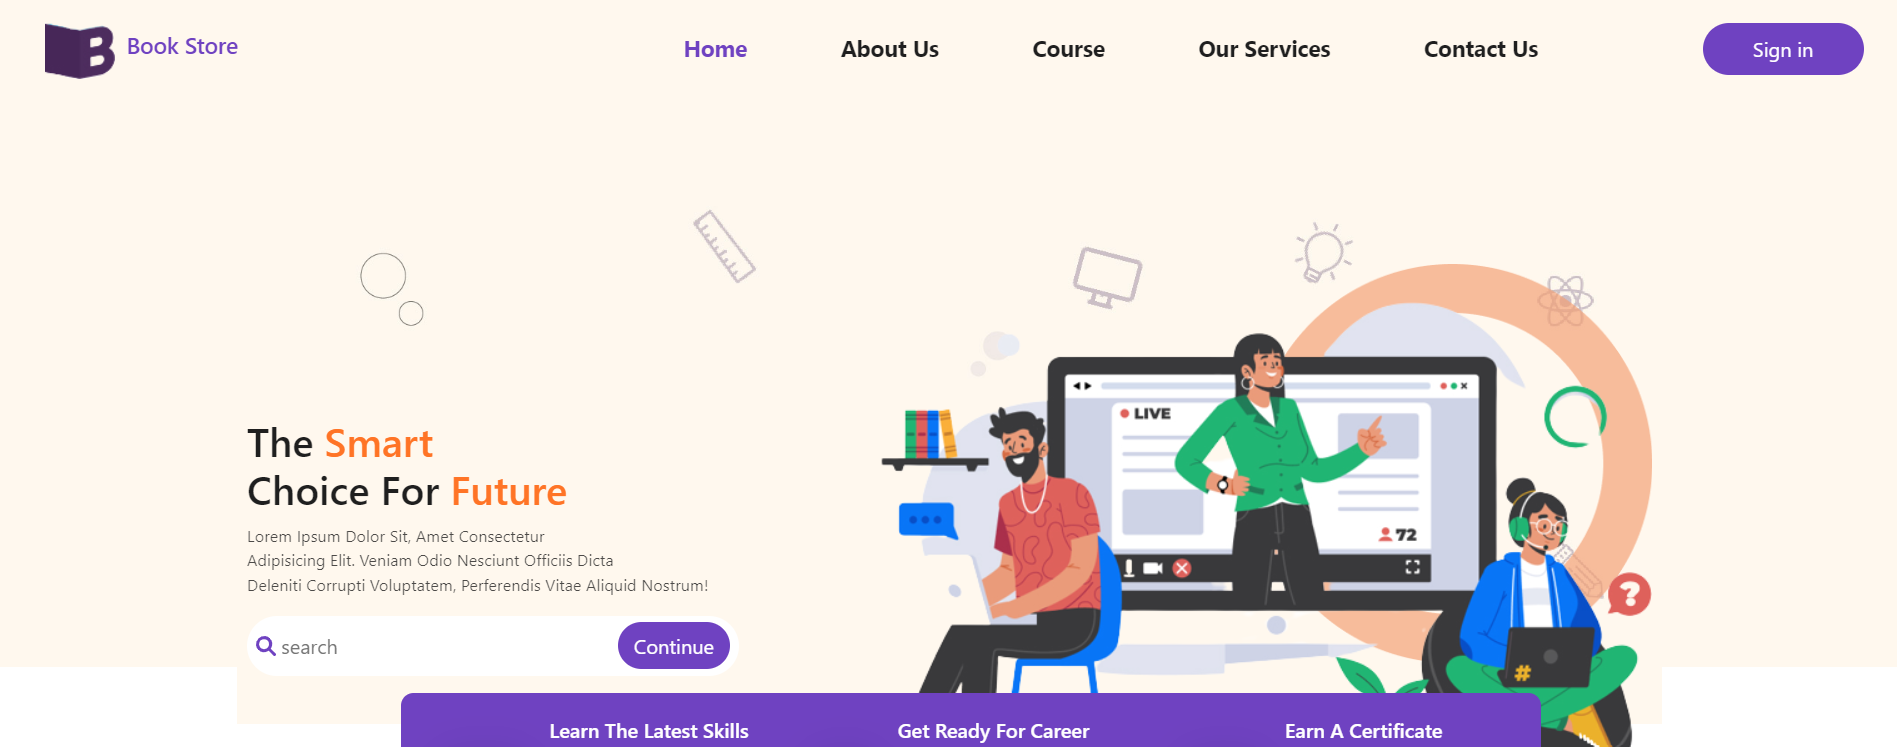 B Book Store
Home About Us Course Our Services Contact Us
Sign in
The Smart
Choice For Future
Lorem Ipsum Dolor Sit, Amet Consectetur
Adipisicing Elit. Veniam Odio Nesciunt Officiis Dicta
Deleniti Corrupti Voluptatem, Perferendis Vitae Aliquid Nostrum!
search Continue
LIVE
72
?
#
Learn The Latest Skills Get Ready For Career Earn A Certificate